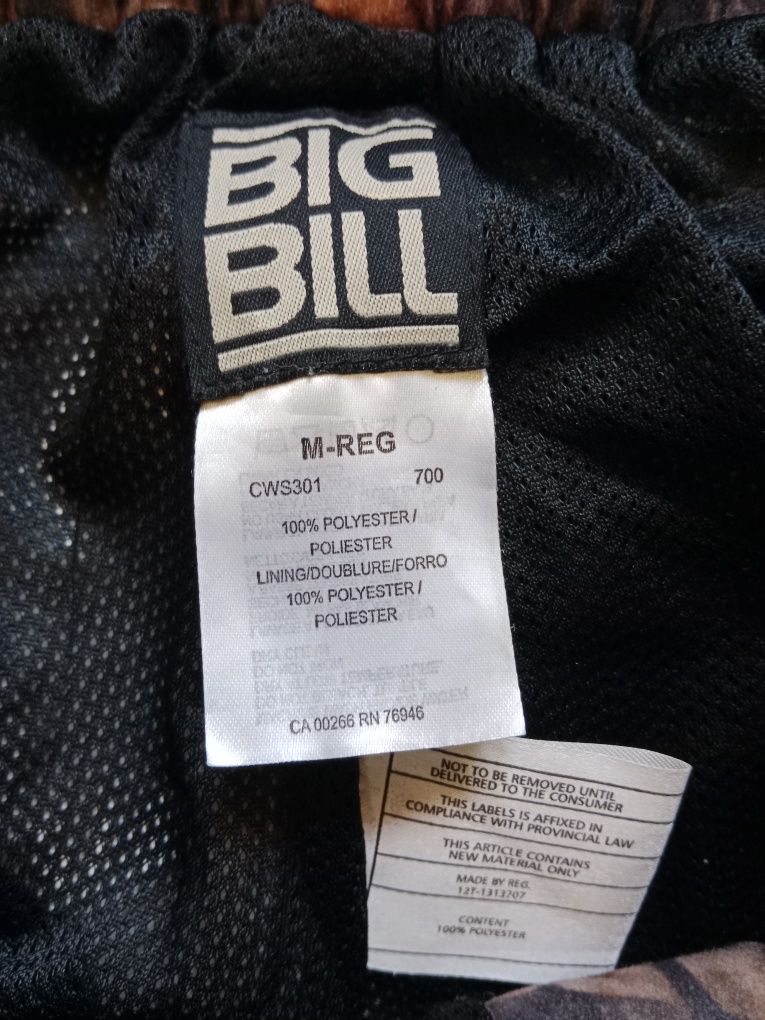 BIG
BILL
M-REG
CWS301 700
100% POLYESTER /
POLIESTER
LINING/DOUBLURE/FORRO
100% POLYESTER /
POLIESTER
CA 00266 RN 76946
NOT TO BE REMOVED UNTIL
DELIVERED TO THE CONSUMER
THIS LABELS IS AFFIXED IN
COMPLIANCE WITH PROVINCIAL LAW
THIS ARTICLE CONTAINS
NEW MATERIAL ONLY
MADE BY REG.
12T-1313707
CONTENT
100% POLYESTER